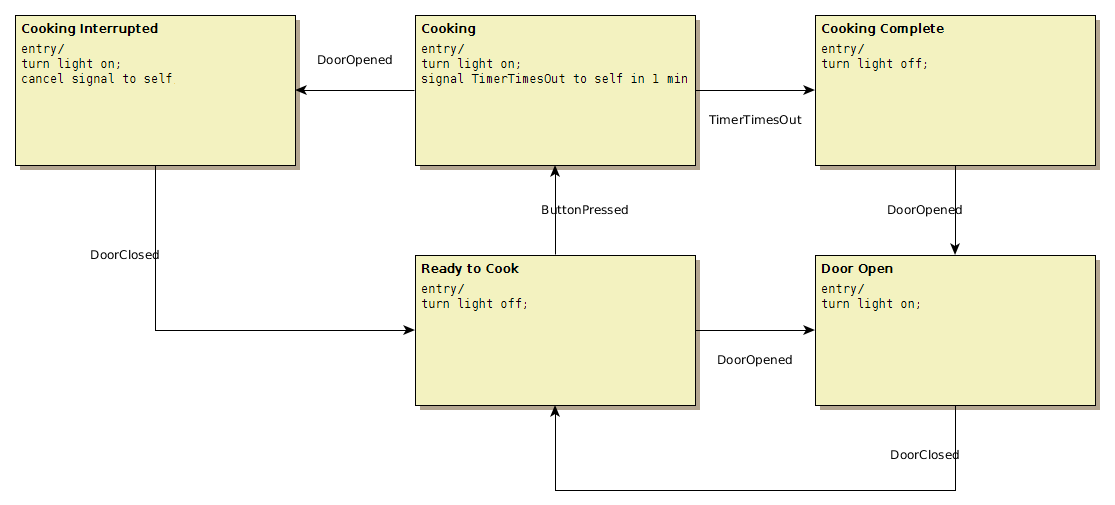 Cooking Interrupted
entry/
turn light on;
cancel signal to self
DoorOpened
Cooking
entry/
turn light on;
signal TimerTimesOut to self in 1 min
TimerTimesOut
Cooking Complete
entry/
turn light off;
DoorClosed
ButtonPressed
DoorOpened
Ready to Cook
entry/
turn light off;
DoorOpened
Door Open
entry/
turn light on;
DoorClosed